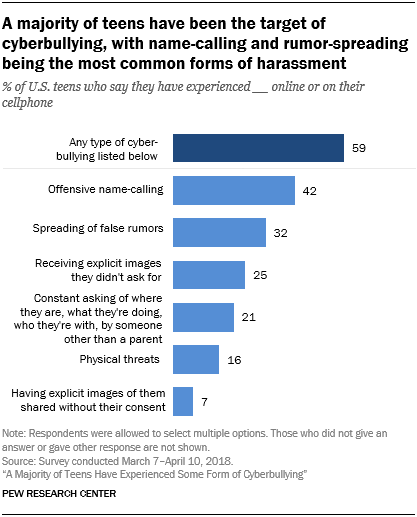 A majority of teens have been the target of
cyberbullying, with name-calling and rumor-spreading
being the most common forms of harassment
% of U.S. teens who say they have experienced __ online or on their
cellphone
Any type of cyber-
bullying listed below
59
Offensive name-calling
42
Spreading of false rumors
32
Receiving explicit images
they didn't ask for
25
Constant asking of where
they are, what they're doing,
who they're with, by someone
other than a parent
21
Physical threats
16
Having explicit images of them
shared without their consent
7
Note: Respondents were allowed to select multiple options. Those who did not give an
answer or gave other response are not shown.
Source: Survey conducted March 7–April 10, 2018.
“A Majority of Teens Have Experienced Some Form of Cyberbullying”
PEW RESEARCH CENTER